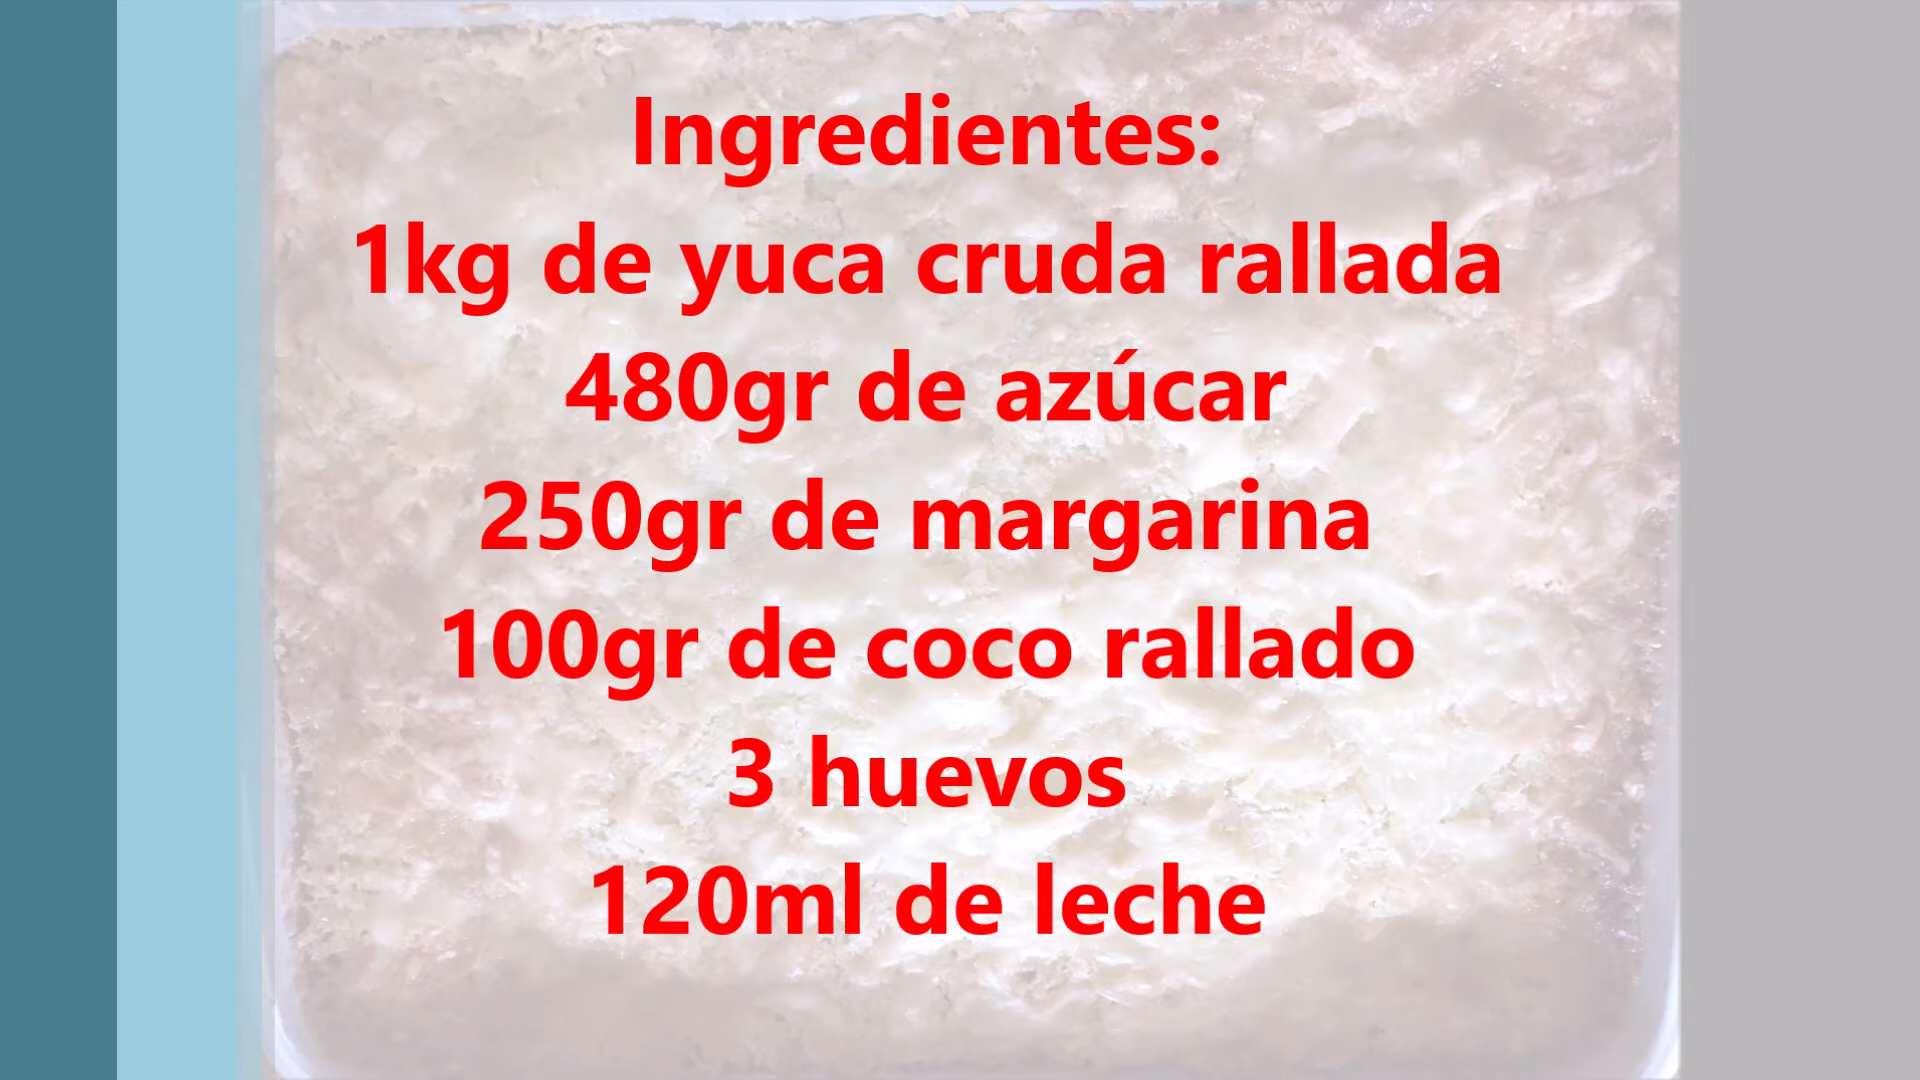 Ingredientes:
1kg de yuca cruda rallada
480gr de azúcar
250gr de margarina
100gr de coco rallado
3 huevos
120ml de leche